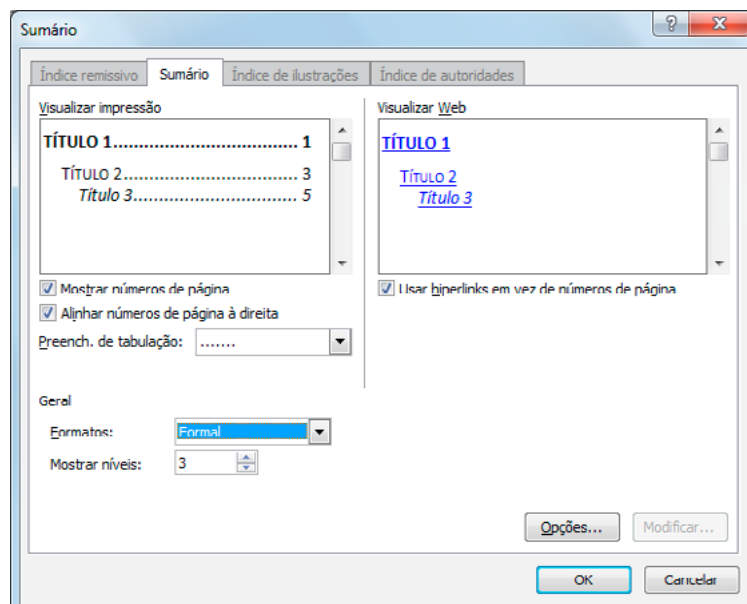 Sumário
Índice remissivo Sumário Índice de ilustrações Índice de autoridades
Visualizar impressão
TÍTULO 1........................................ 1
TÍTULO 2.................................... 3
Título 3.................................. 5
Visualizar Web
TÍTULO 1
TÍTULO 2
Título 3
Mostrar números de página
Alinhar números de página à direita
Preench. de tabulação: .......
Usar hiperlinks em vez de números de página
Geral
Formatos: Formal
Mostrar níveis: 3
Opções... Modificar...
OK Cancelar